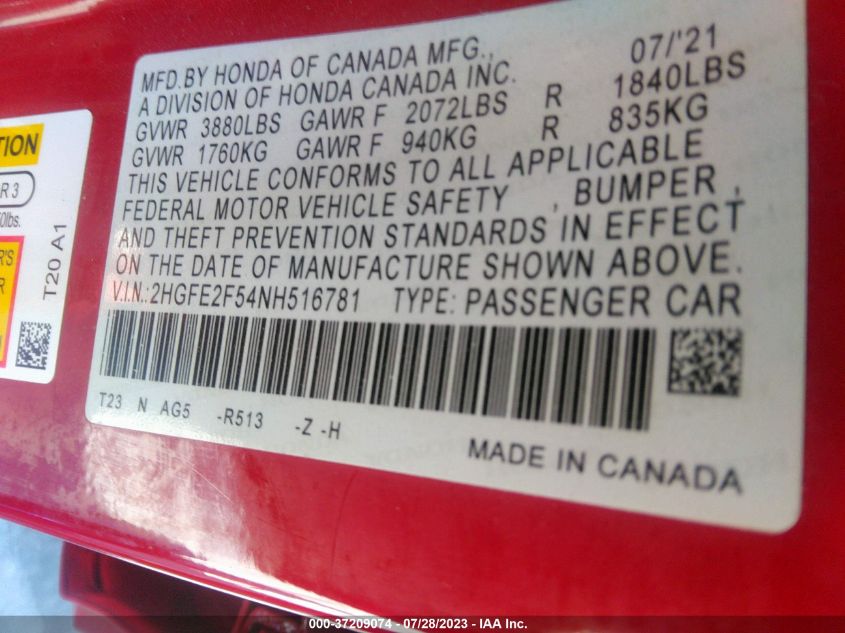 MFD.BY HONDA OF CANADA MFG., 07/'21
A DIVISION OF HONDA CANADA INC.
GVWR 3880LBS GAWR F 2072LBS R 1840LBS
GVWR 1760KG GAWR F 940KG R 835KG
THIS VEHICLE CONFORMS TO ALL APPLICABLE
FEDERAL MOTOR VEHICLE SAFETY , BUMPER ,
AND THEFT PREVENTION STANDARDS IN EFFECT
ON THE DATE OF MANUFACTURE SHOWN ABOVE.
V.I.N.:2HGFE2F54NH516781 TYPE: PASSENGER CAR
T23 N AG5 -R513 -Z -H
MADE IN CANADA
T20 A1
R 3
lbs.
000-37209074 - 07/28/2023 - IAA Inc.